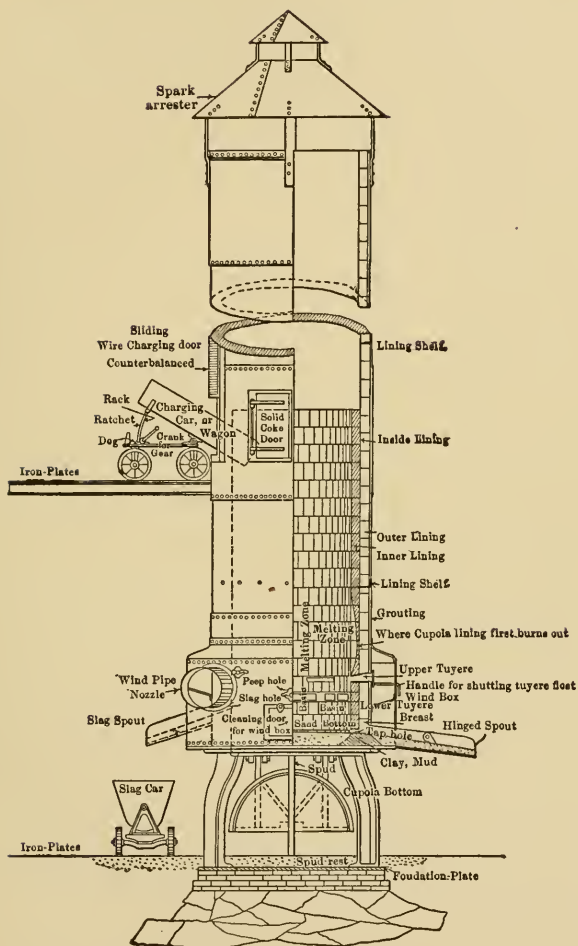 Spark
arrester
Sliding
Wire Charging door
Counterbalanced
Lining Shelf
Rack
Ratchet
Dog
Charging
Car, or
Wagon
Crank
for
Gear
Solid
Coke
Door
Inside Lining
Iron-Plates
Outer Lining
Inner Lining
Lining Shelf
Grouting
Melting Zone
Melting
Zone
Where Cupola lining first burns out
Wind Pipe
Nozzle
Peep hole
Slag hole
Upper Tuyere
Handle for shutting tuyere
Wind Box
Lower Tuyere
Basin
Basin
Breast
Slag Spout
Cleaning door
for wind box
Sand Bottom
Tap hole
Hinged Spout
Clay, Mud
Spud
Cupola Bottom
Slag Car
Iron-Plates
Spud rest
Foudation-Plate